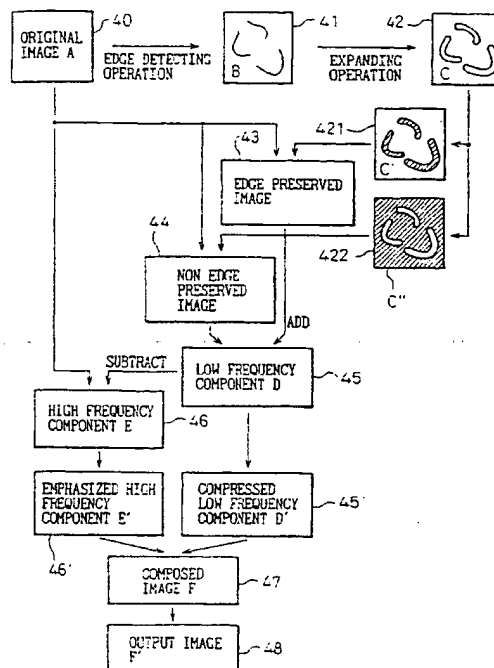 40
ORIGINAL
IMAGE A
EDGE DETECTING
OPERATION
41
B
EXPANDING
OPERATION
42
C
421
C'
43
EDGE PRESERVED
IMAGE
422
C"
44
NON EDGE
PRESERVED
IMAGE
ADD
SUBTRACT
LOW FREQUENCY
COMPONENT D
45
HIGH FREQUENCY
COMPONENT E
46
EMPHASIZED HIGH
FREQUENCY
COMPONENT E'
46'
COMPRESSED
LOW FREQUENCY
COMPONENT D'
45'
COMPOSED
IMAGE F
47
OUTPUT IMAGE
F'
48